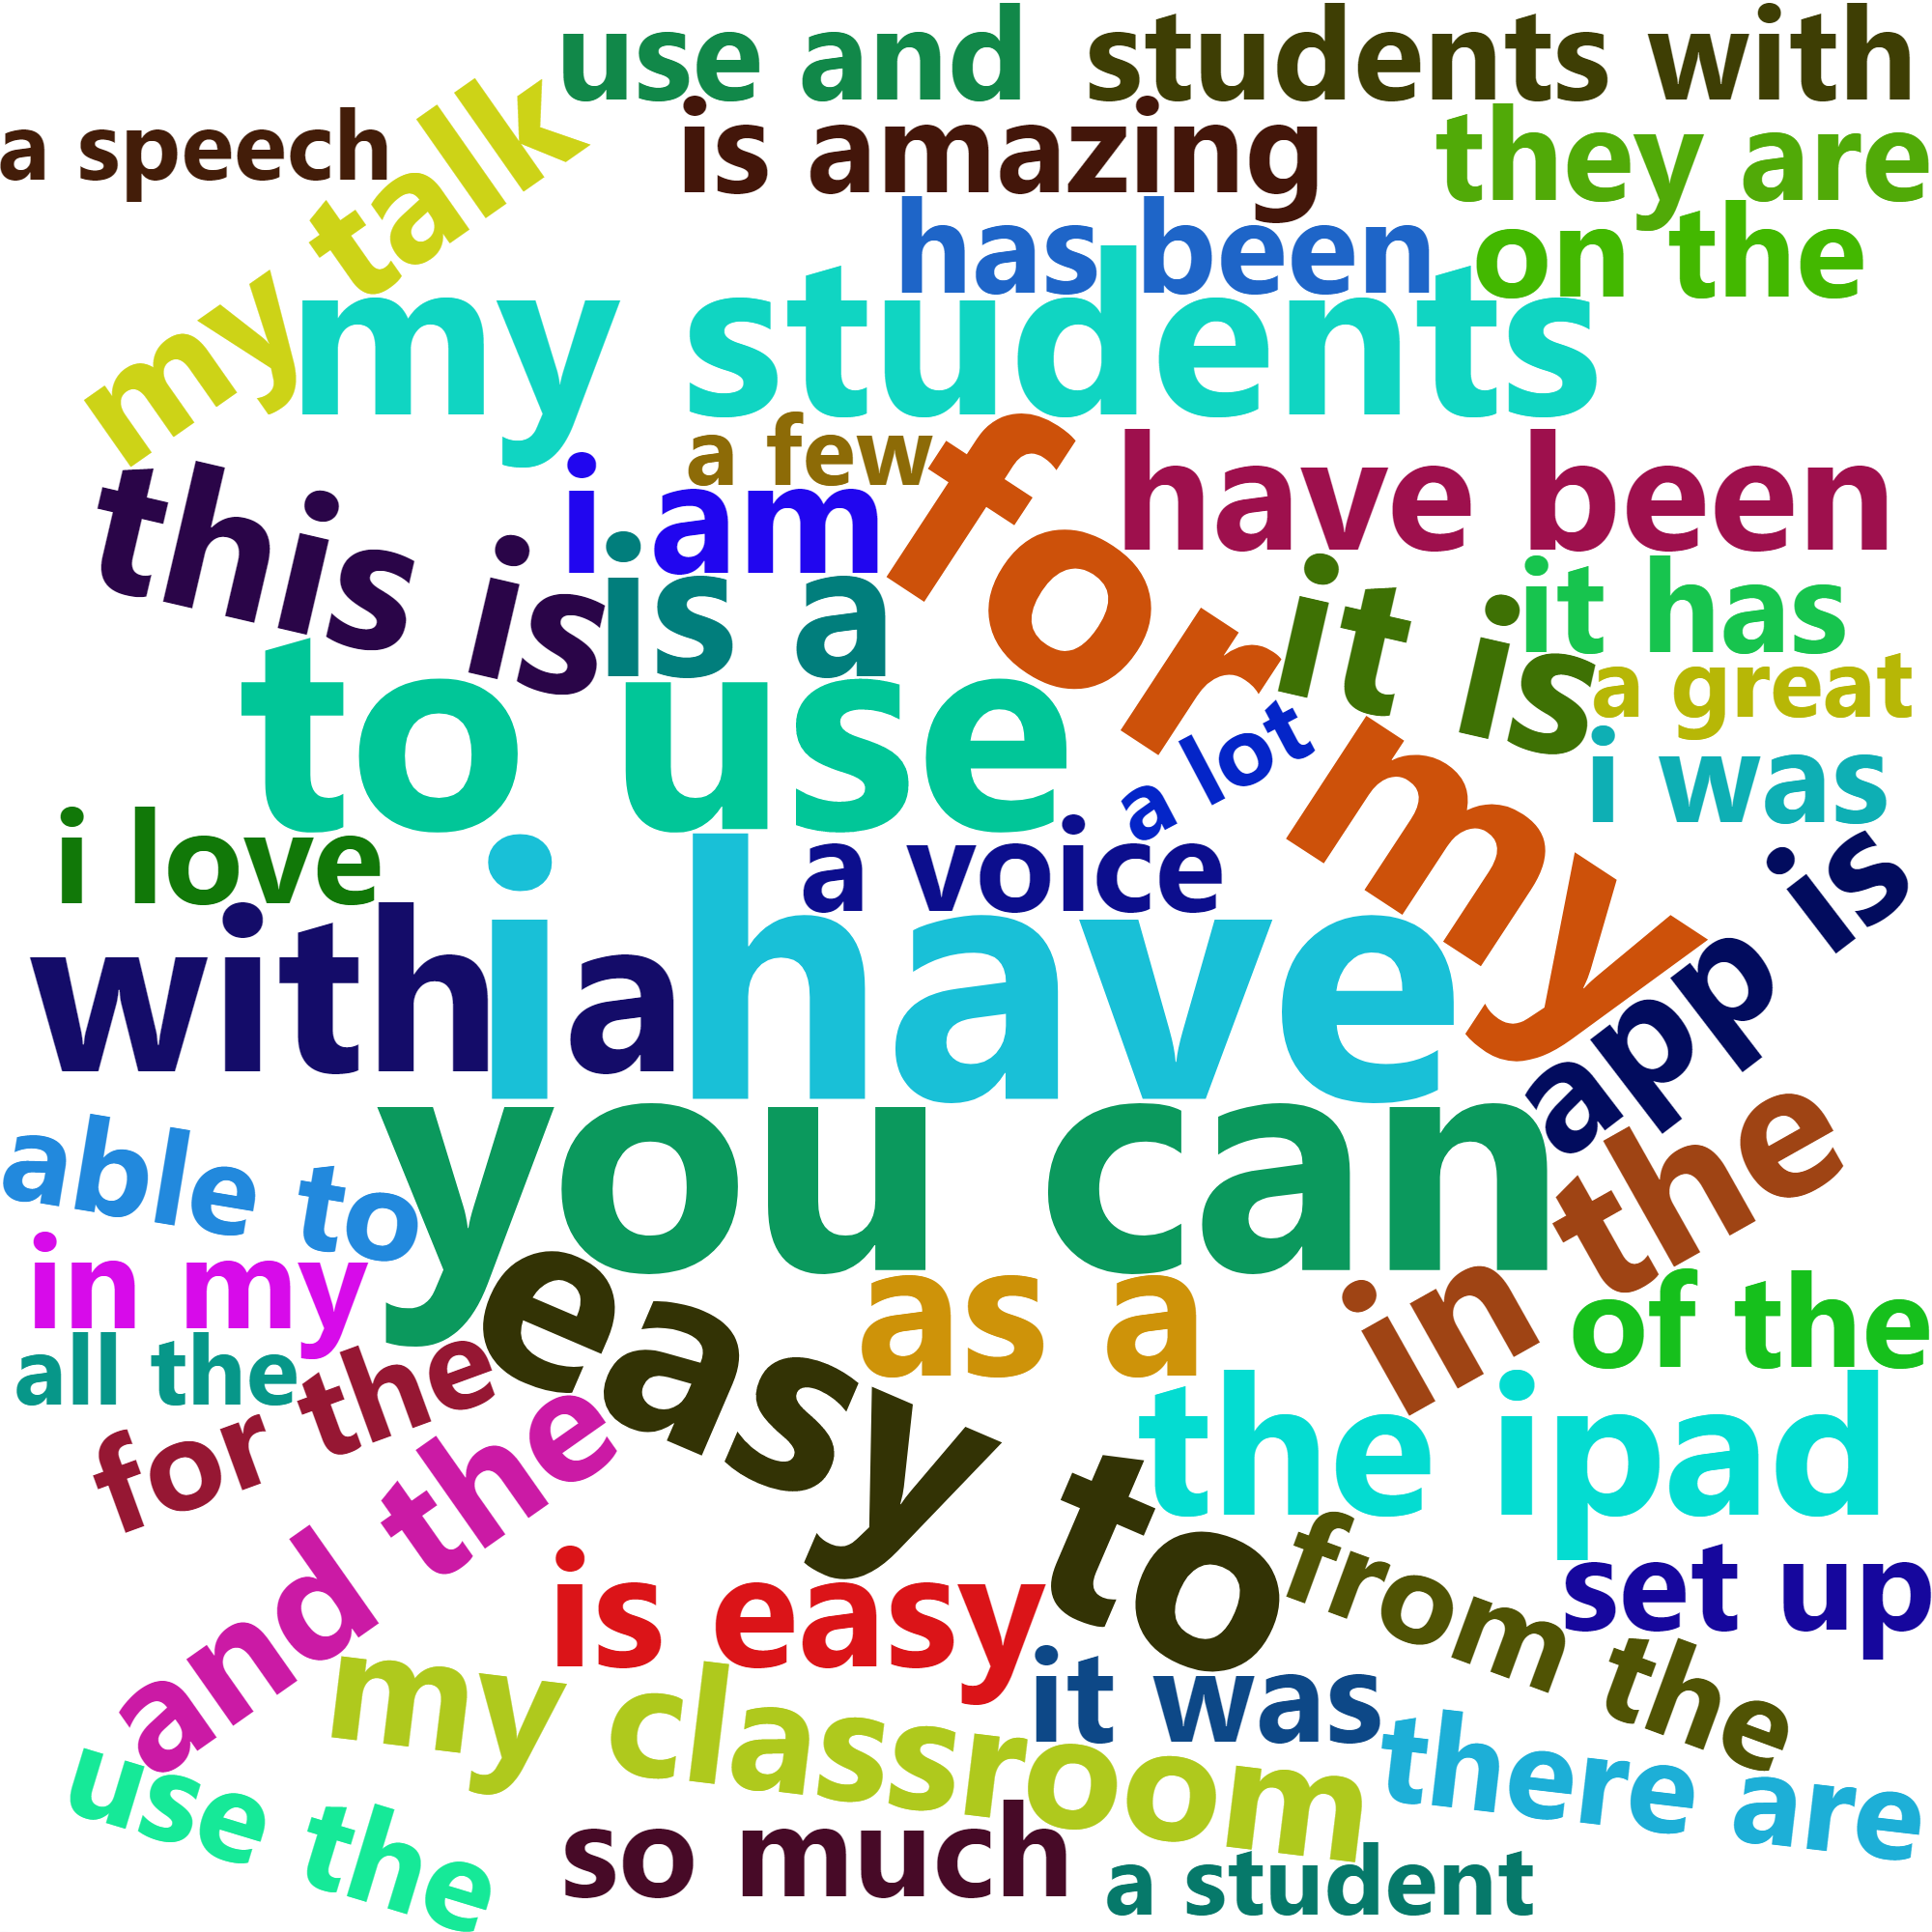 use and
students with
a speech
is amazing
they are
my talk
has been
on the
my students
a few
have been
this is
i am
for my
is a
it is
it has
to use
a great
a lot
i was
i love
a voice
app is
with a
i have
able to
you can
in the
in my
easy to
as a
of the
all the
for the
the ipad
and the
from the
is easy
set up
my classroom
it was
there are
use the
so much
a student